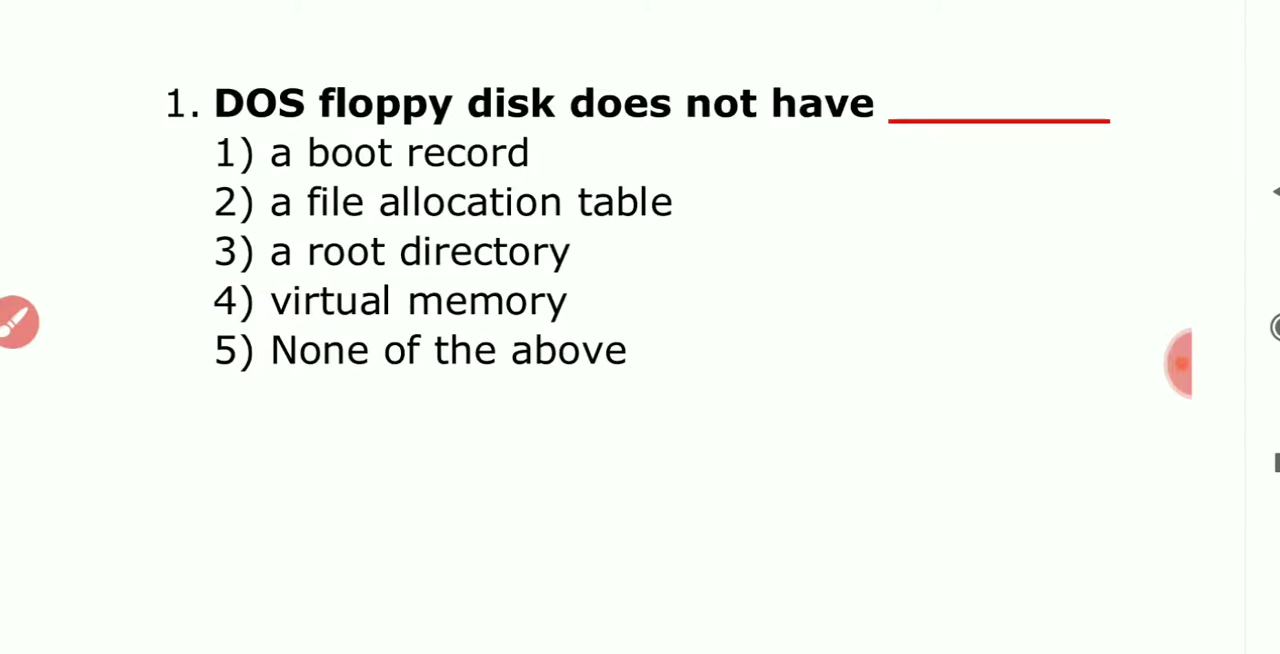 1. DOS floppy disk does not have __________
1) a boot record
2) a file allocation table
3) a root directory
4) virtual memory
5) None of the above